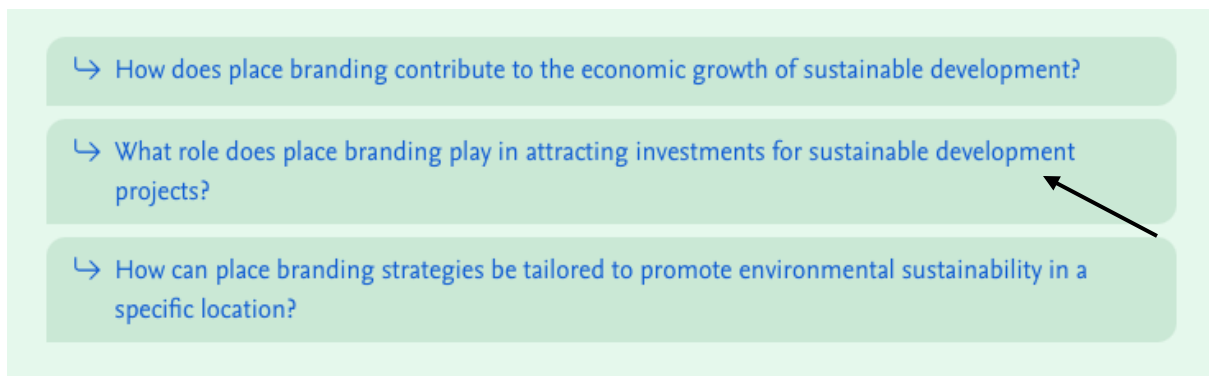 How does place branding contribute to the economic growth of sustainable development?
What role does place branding play in attracting investments for sustainable development
projects?
How can place branding strategies be tailored to promote environmental sustainability in a
specific location?